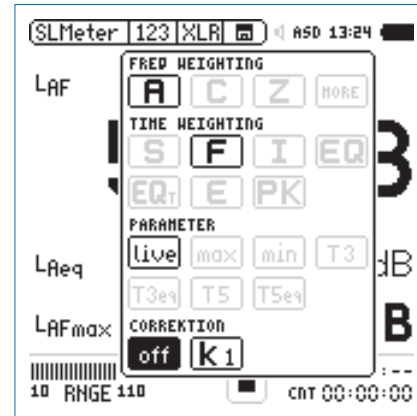 SLMeter 123 XLR ASD 13:24
FREQ WEIGHTING
LAF
A C Z MORE
TIME WEIGHTING
S F I EQ
EQT E PK
PARAMETER
live max min T3
LAeq dB
T3eq T5 T5eq
LAFmax CORREKTION B
off K1
10 RNGE 110 CNT 00:00:00